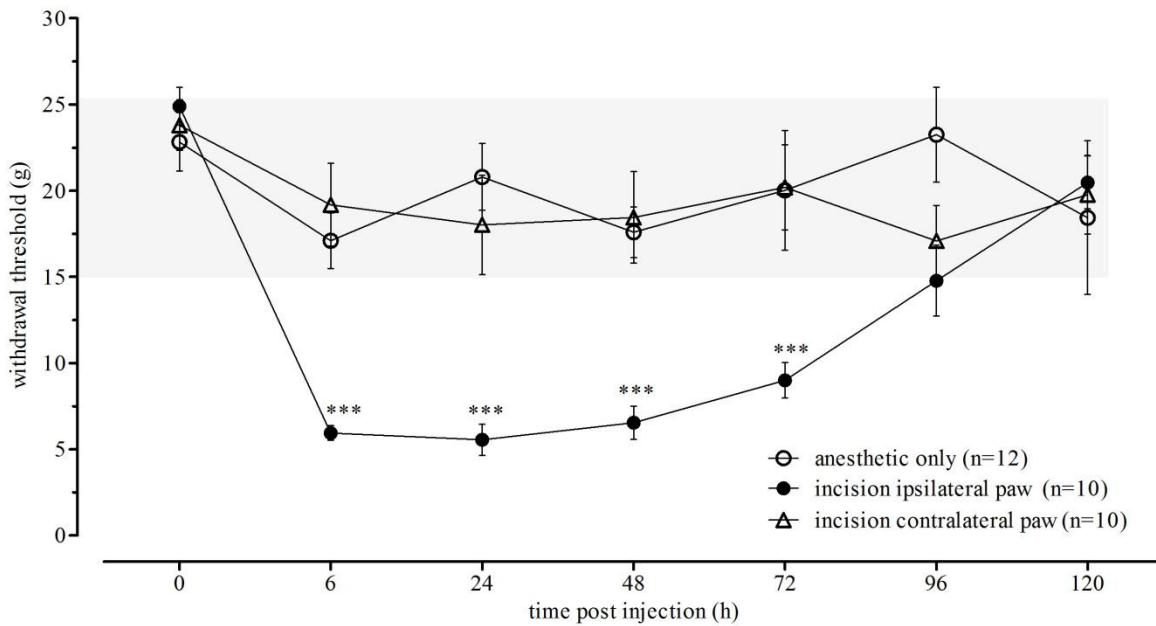 30
25
20
15
10
5
0
withdrawal threshold (g)
***
***
***
***
anesthetic only (n=12)
incision ipsilateral paw (n=10)
incision contralateral paw (n=10)
0 6 24 48 72 96 120
time post injection (h)